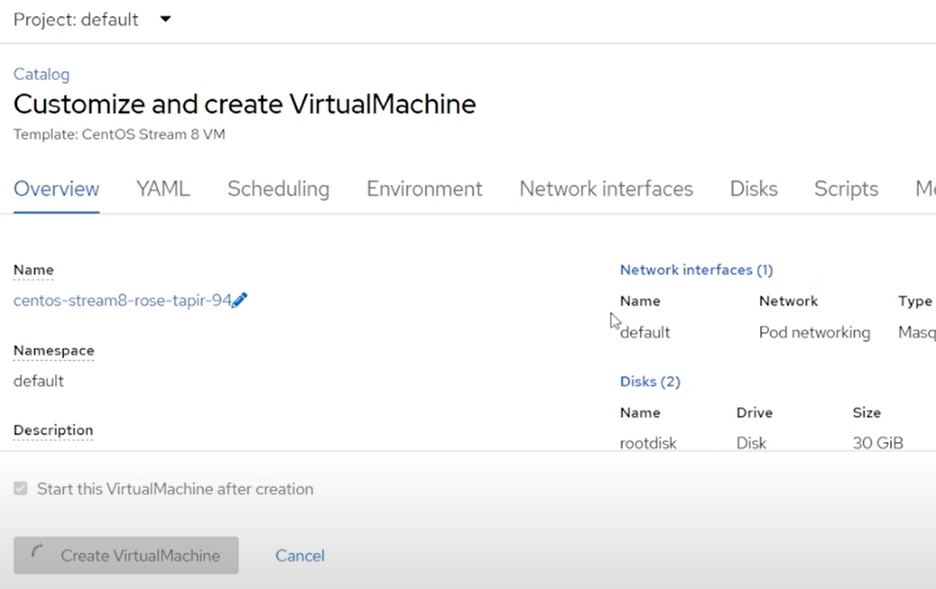 Project: default
Catalog
Customize and create VirtualMachine
Template: CentOS Stream 8 VM
Overview YAML Scheduling Environment Network interfaces Disks Scripts
Name
centos-stream8-rose-tapir-94
Namespace
default
Description
Network interfaces (1)
Name Network Type
default Pod networking
Disks (2)
Name Drive Size
rootdisk Disk 30 GiB
Start this VirtualMachine after creation
Create VirtualMachine Cancel